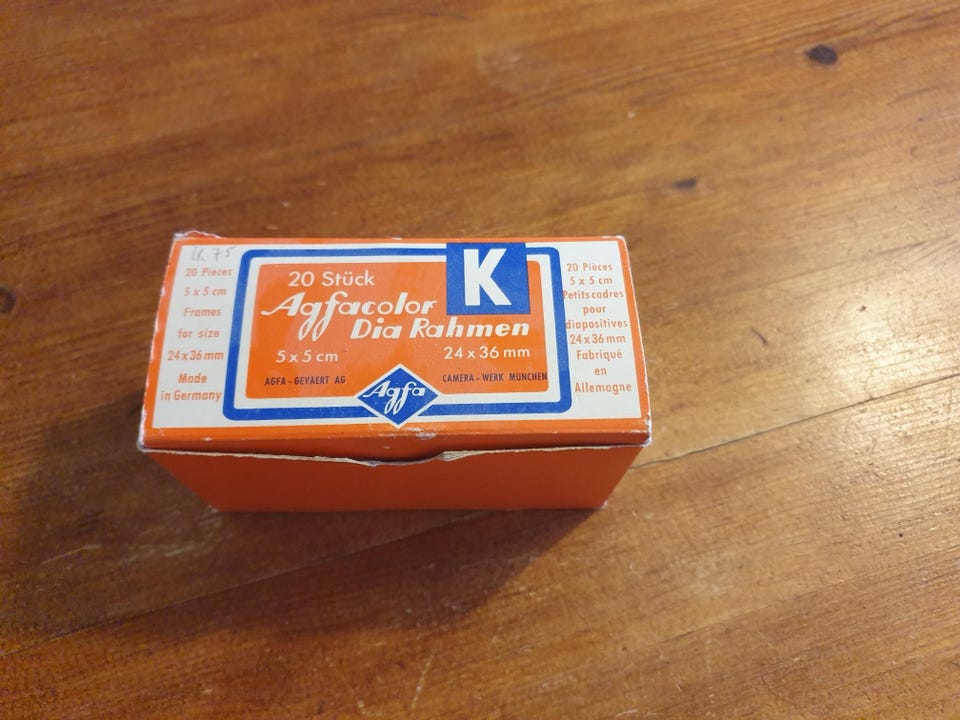 4.75
20 Pieces
5 x 5 cm
Frames
for size
24 x 36 mm
Made
in Germany
K
20 Stück
Agfacolor
Dia Rahmen
5 x 5 cm
24 x 36 mm
AGFA-GEVAERT AG
CAMERA-WERK MÜNCHEN
Agfa
20 Pièces
5 x 5 cm
Petits cadres
pour
diapositives
24 x 36 mm
Fabriqué
en
Allemagne